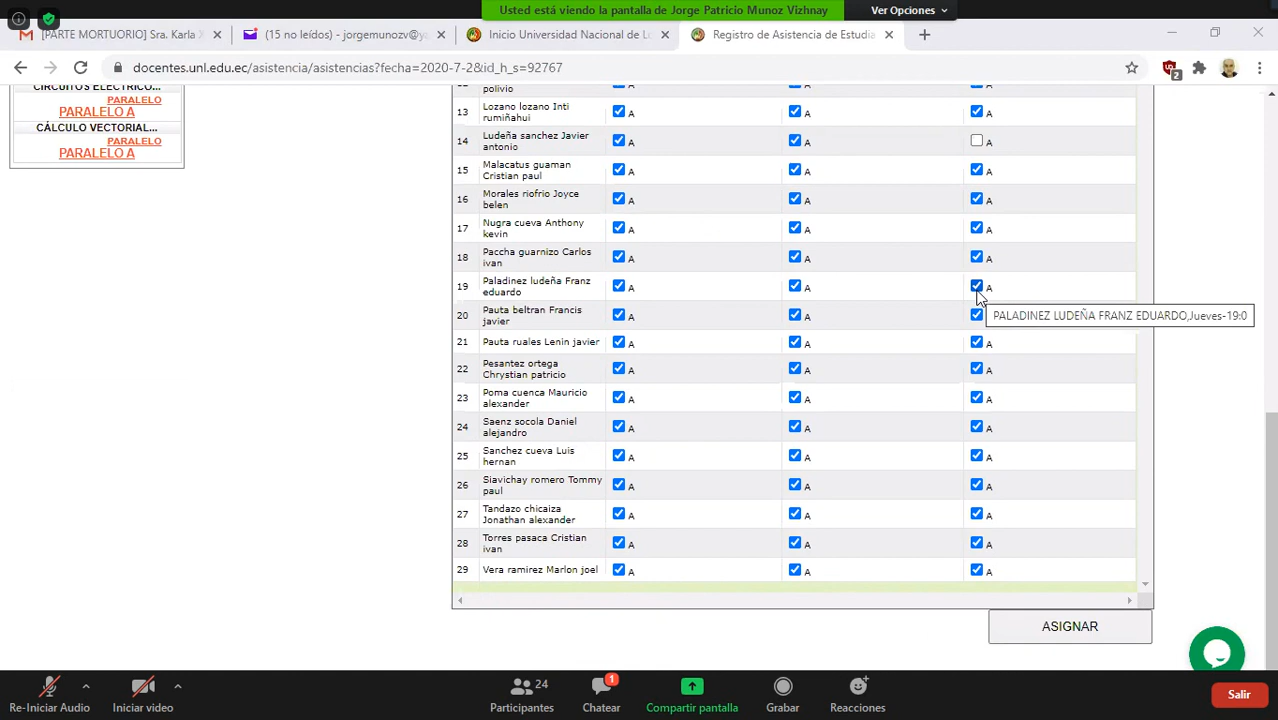 Usted está viendo la pantalla de Jorge Patricio Munoz Vizhnay
Ver Opciones
[PARTE MORTUORIO] Sra. Karla
(15 no leídos) - jorgemunozv@y
Inicio Universidad Nacional de L
Registro de Asistencia de Estudia
docentes.unl.edu.ec/asistencia/asistencias?fecha=2020-7-2&id_h_s=92767
2
CIRCUITOS ELÉCTRICO...
PARALELO
PARALELO A
CÁLCULO VECTORIAL...
PARALELO
PARALELO A
polivio
13 Lozano lozano Inti rumiñahui A A A
14 Ludeña sanchez Javier antonio A A A
15 Malacatus guaman Cristian paul A A A
16 Morales riofrio Joyce belen A A A
17 Nugra cueva Anthony kevin A A A
18 Paccha guarnizo Carlos ivan A A A
19 Paladinez ludeña Franz eduardo A A A
PALADINEZ LUDEÑA FRANZ EDUARDO,Jueves-19:0
20 Pauta beltran Francis javier A A
21 Pauta ruales Lenin javier A A A
22 Pesantez ortega Chrystian patricio A A A
23 Poma cuenca Mauricio alexander A A A
24 Saenz socola Daniel alejandro A A A
25 Sanchez cueva Luis hernan A A A
26 Siavichay romero Tommy paul A A A
27 Tandazo chicaiza Jonathan alexander A A A
28 Torres pasaca Cristian ivan A A A
29 Vera ramirez Marlon joel A A A
ASIGNAR
Re-Iniciar Audio
Iniciar video
24
Participantes
1
Chatear
Compartir pantalla
Grabar
Reacciones
Salir